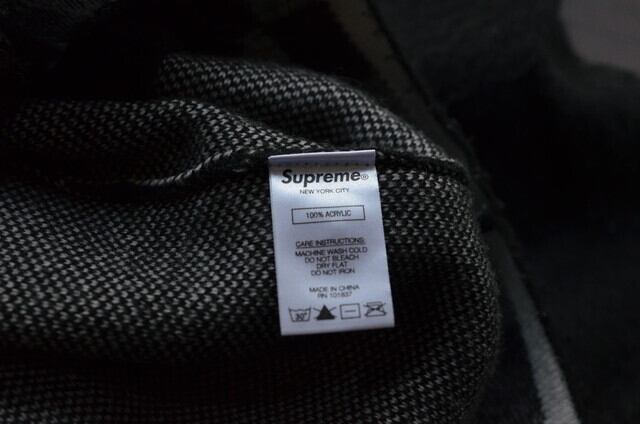 Supreme®
NEW YORK CITY
100% ACRYLIC
CARE INSTRUCTIONS:
MACHINE WASH COLD
DO NOT BLEACH
DRY FLAT
DO NOT IRON
MADE IN CHINA
RN 101837
30°